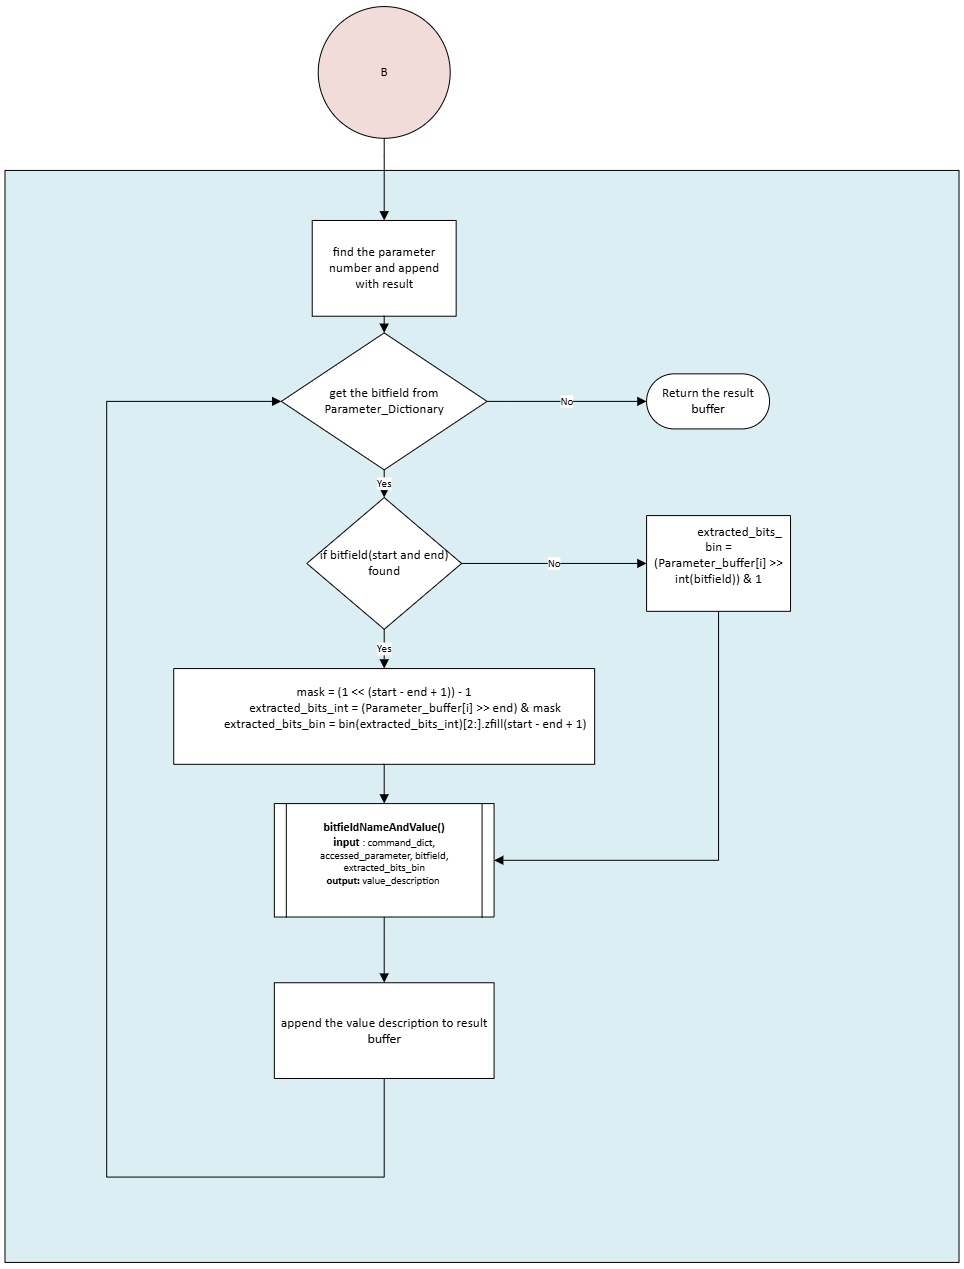 B
find the parameter
number and append
with result
get the bitfield from
Parameter_Dictionary
No
Return the result
buffer
Yes
if bitfield(start and end)
found
No
extracted_bits_
bin =
(Parameter_buffer[i] >>
int(bitfield)) & 1
Yes
mask = (1 << (start - end + 1)) - 1
extracted_bits_int = (Parameter_buffer[i] >> end) & mask
extracted_bits_bin = bin(extracted_bits_int)[2:].zfill(start - end + 1)
bitfieldNameAndValue()
input : command_dict,
accessed_parameter, bitfield,
extracted_bits_bin
output: value_description
append the value description to result
buffer